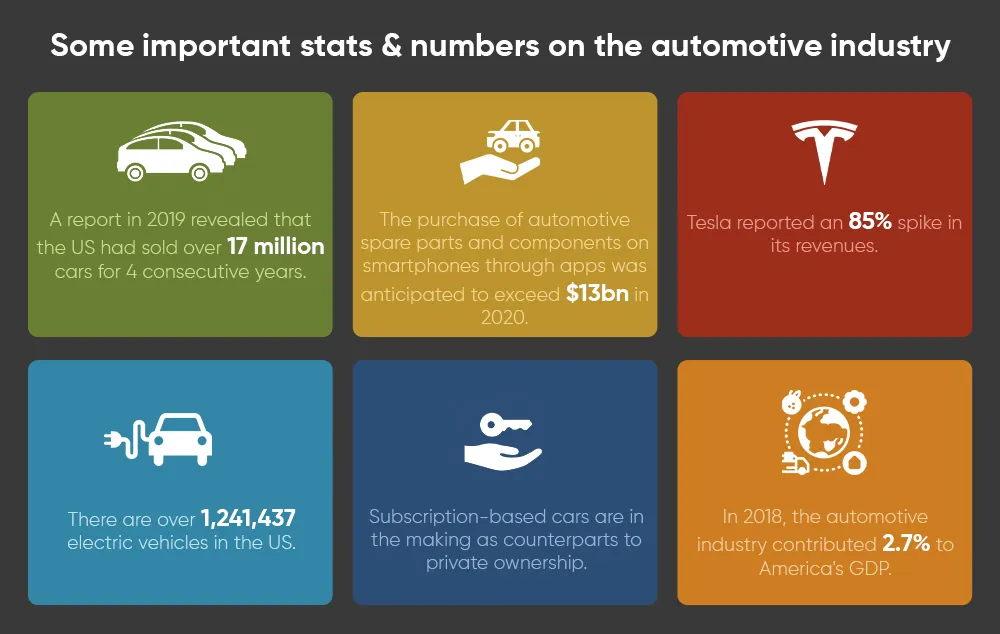 Some important stats & numbers on the automotive industry
A report in 2019 revealed that
the US had sold over 17 million
cars for 4 consecutive years.
The purchase of automotive
spare parts and components on
smartphones through apps was
anticipated to exceed $13bn in
2020.
Tesla reported an 85% spike in
its revenues.
There are over 1,241,437
electric vehicles in the US.
Subscription-based cars are in
the making as counterparts to
private ownership.
In 2018, the automotive
industry contributed 2.7% to
America's GDP.